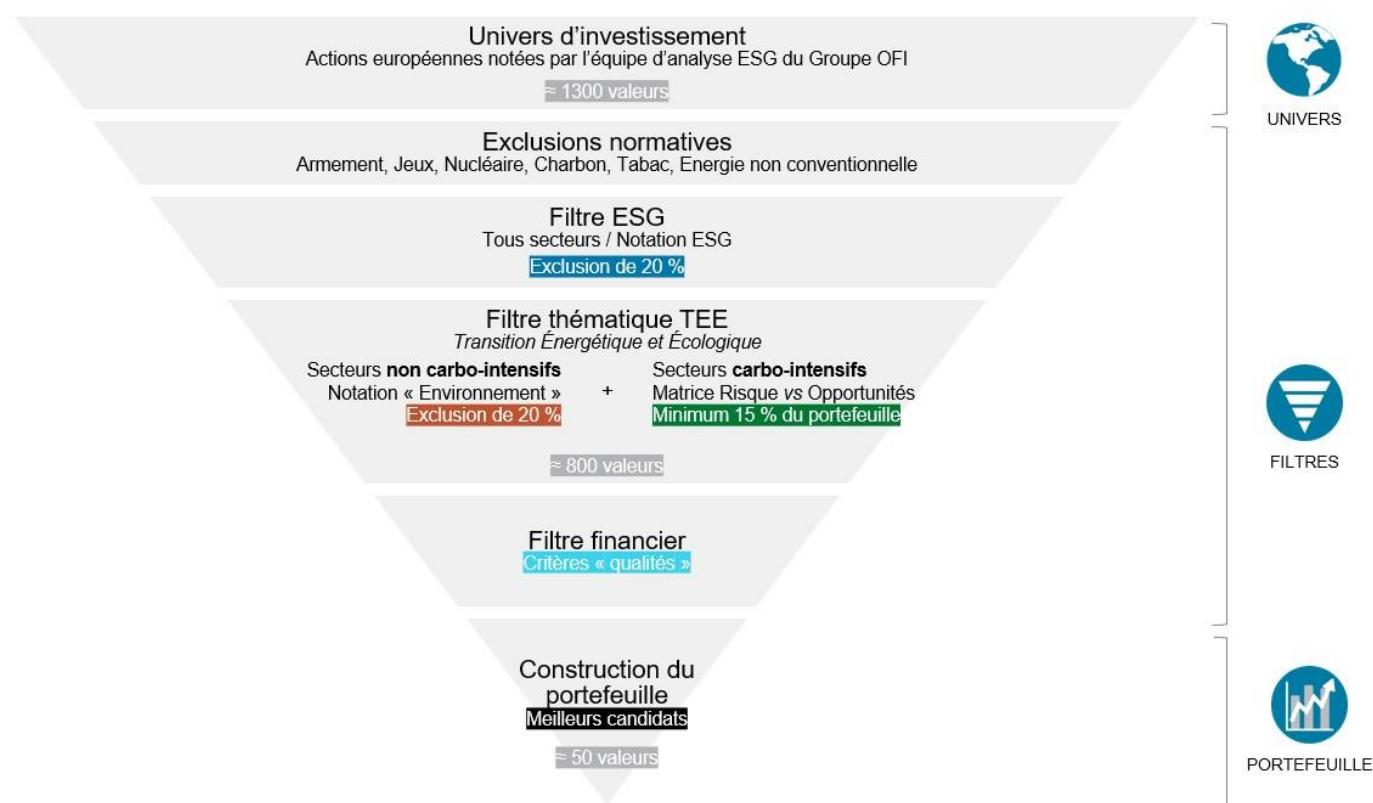 Univers d’investissement
Actions européennes notées par l’équipe d’analyse ESG du Groupe OFI
≈ 1300 valeurs
UNIVERS
Exclusions normatives
Armement, Jeux, Nucléaire, Charbon, Tabac, Energie non conventionnelle
Filtre ESG
Tous secteurs / Notation ESG
Exclusion de 20 %
Filtre thématique TEE
Transition Énergétique et Écologique
Secteurs non carbo-intensifs
Notation « Environnement »
Exclusion de 20 %
+
Secteurs carbo-intensifs
Matrice Risque vs Opportunités
Minimum 15 % du portefeuille
≈ 800 valeurs
FILTRES
Filtre financier
Critères « qualités »
Construction du
portefeuille
Meilleurs candidats
≈ 50 valeurs
PORTEFEUILLE